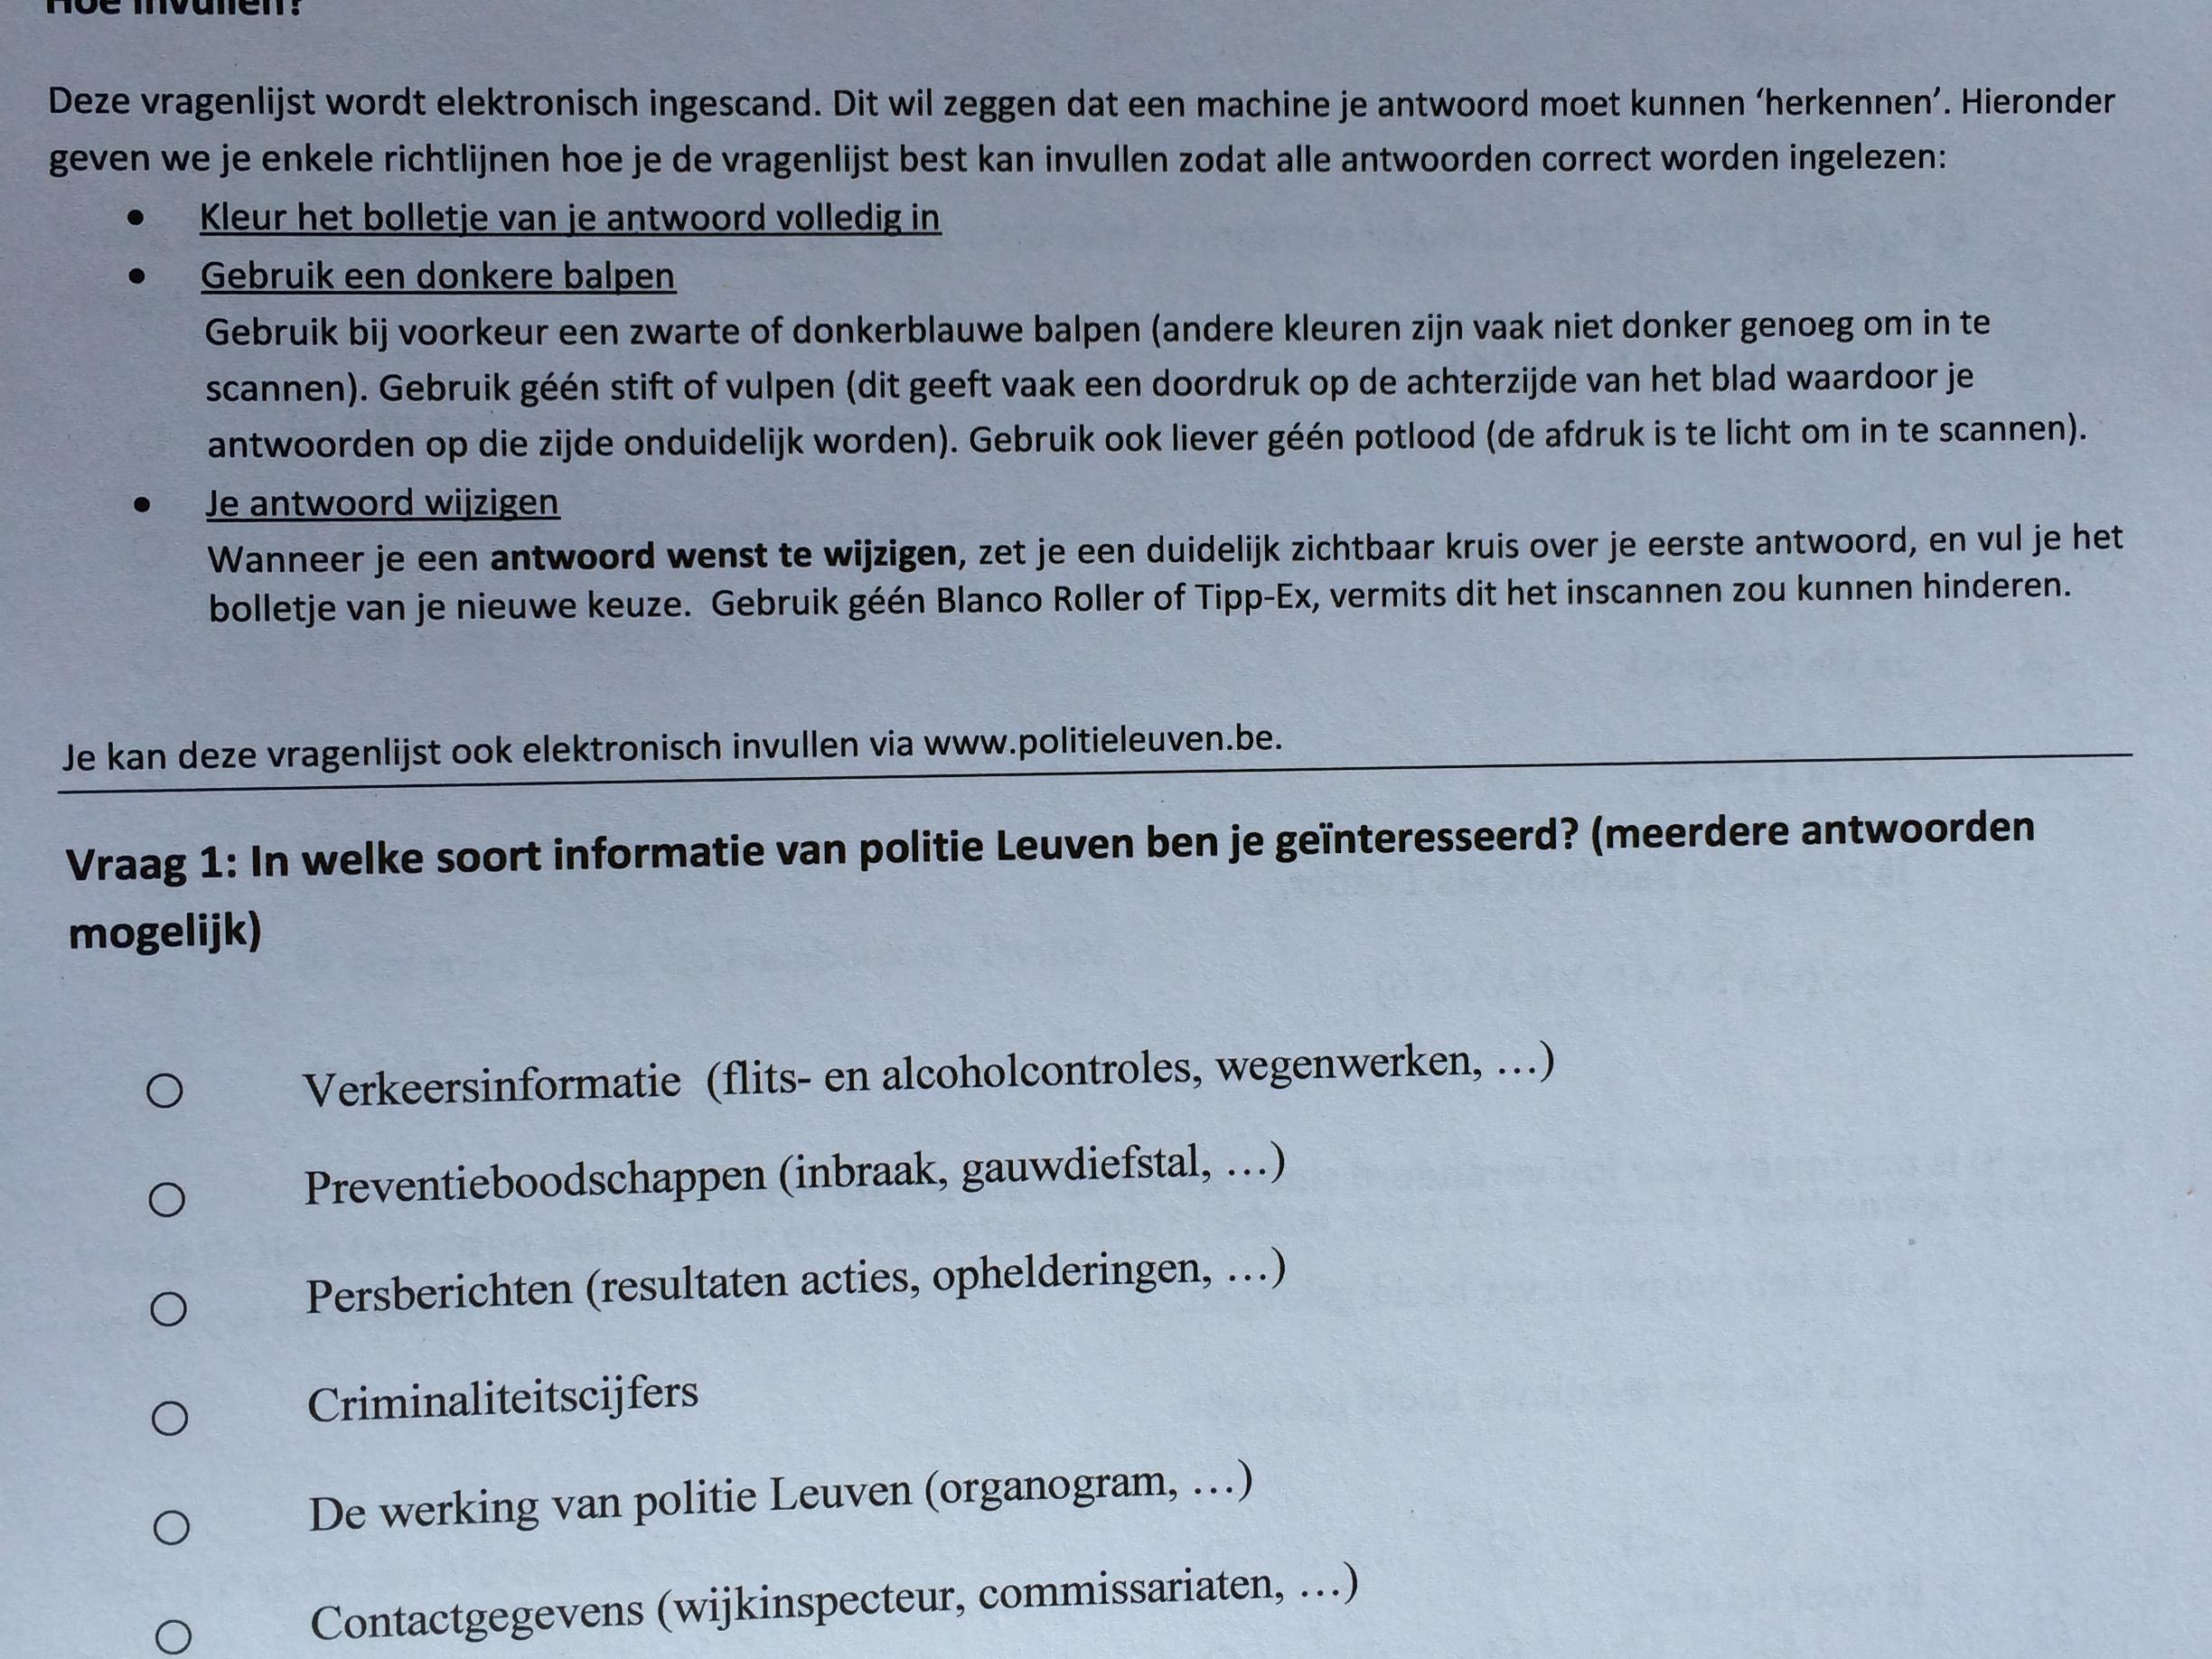 Hoe invullen?
Deze vragenlijst wordt elektronisch ingescand. Dit wil zeggen dat een machine je antwoord moet kunnen ‘herkennen’. Hieronder
geven we je enkele richtlijnen hoe je de vragenlijst best kan invullen zodat alle antwoorden correct worden ingelezen:
• Kleur het bolletje van je antwoord volledig in
• Gebruik een donkere balpen
Gebruik bij voorkeur een zwarte of donkerblauwe balpen (andere kleuren zijn vaak niet donker genoeg om in te
scannen). Gebruik géén stift of vulpen (dit geeft vaak een doordruk op de achterzijde van het blad waardoor je
antwoorden op die zijde onduidelijk worden). Gebruik ook liever géén potlood (de afdruk is te licht om in te scannen).
• Je antwoord wijzigen
Wanneer je een antwoord wenst te wijzigen, zet je een duidelijk zichtbaar kruis over je eerste antwoord, en vul je het
bolletje van je nieuwe keuze. Gebruik géén Blanco Roller of Tipp-Ex, vermits dit het inscannen zou kunnen hinderen.
Je kan deze vragenlijst ook elektronisch invullen via www.politieleuven.be.
Vraag 1: In welke soort informatie van politie Leuven ben je geïnteresseerd? (meerdere antwoorden
mogelijk)
Verkeersinformatie (flits- en alcoholcontroles, wegenwerken, ...)
Preventieboodschappen (inbraak, gauwdiefstal, ...)
Persberichten (resultaten acties, ophelderingen, ...)
Criminaliteitscijfers
De werking van politie Leuven (organogram, ...)
Contactgegevens (wijkinspecteur, commissariaten, ...)